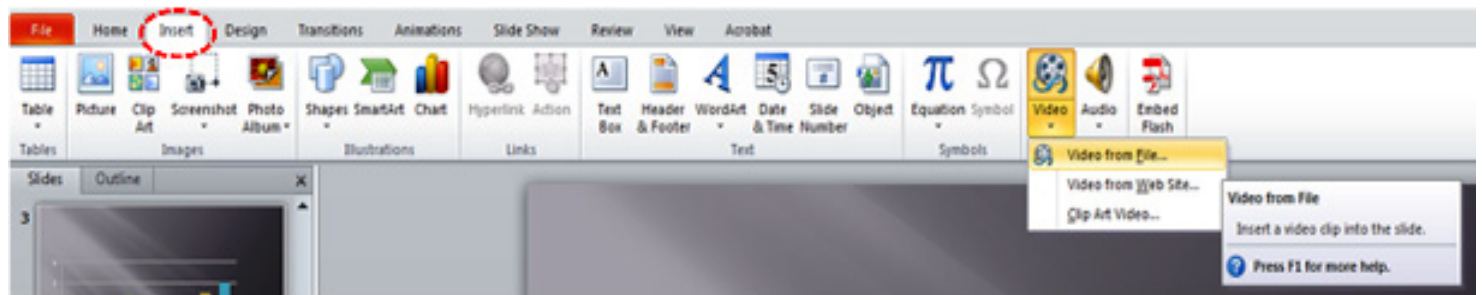 File Home Insert Design Transitions Animations Slide Show Review View Acrobat
Table Picture Clip Art Screenshot Photo Album Shapes SmartArt Chart Hyperlink Action Text Box Header & Footer WordArt Date & Time Slide Number Object Equation Symbol Video Audio Embed Flash
Tables Images Illustrations Links Text Symbols
Video from File...
Video from Web Site...
Clip Art Video...
Slides Outline
3
Video from File
Insert a video clip into the slide.
Press F1 for more help.